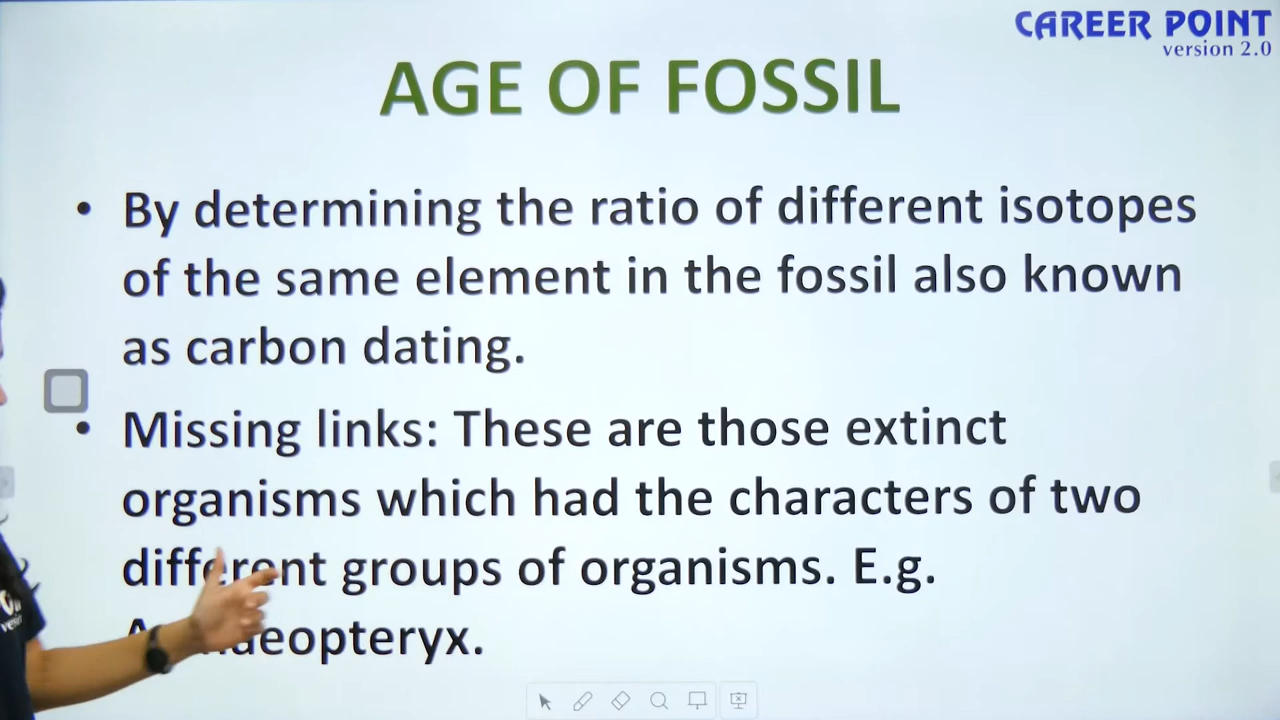 CAREER POINT
version 2.0
AGE OF FOSSIL
• By determining the ratio of different isotopes
of the same element in the fossil also known
as carbon dating.
• Missing links: These are those extinct
organisms which had the characters of two
different groups of organisms. E.g.